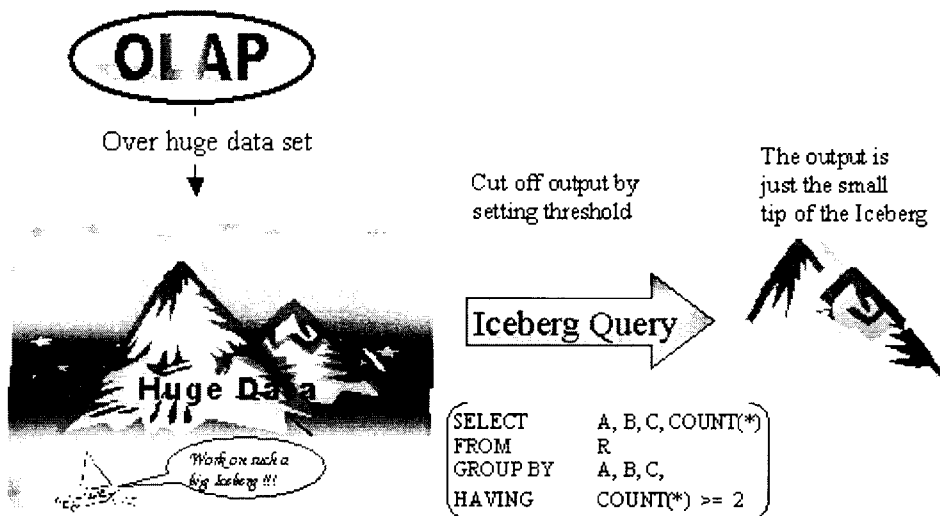 OLAP
Over huge data set
Cut off output by
setting threshold
The output is
just the small
tip of the Iceberg
Huge Data
Iceberg Query
Work on such a
big Iceberg !!!
SELECT A, B, C, COUNT(*)
FROM R
GROUP BY A, B, C,
HAVING COUNT(*) >= 2